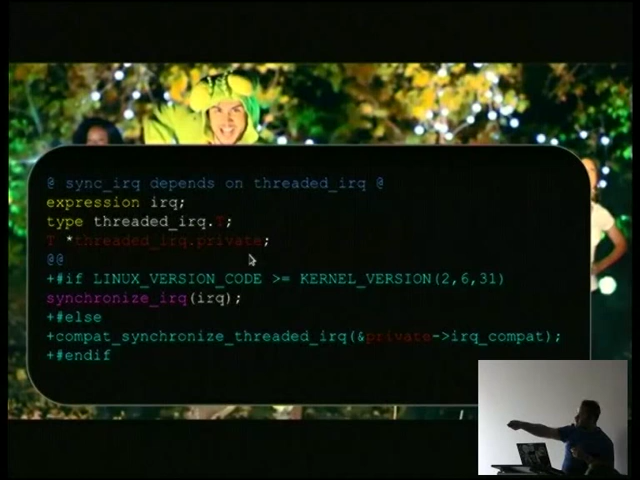 @ sync_irq depends on threaded_irq @
expression irq;
type threaded_irq.T;
T *threaded_irq.private;
@@
+#if LINUX_VERSION_CODE >= KERNEL_VERSION(2,6,31)
synchronize_irq(irq);
+#else
+compat_synchronize_threaded_irq(&private->irq_compat);
+#endif